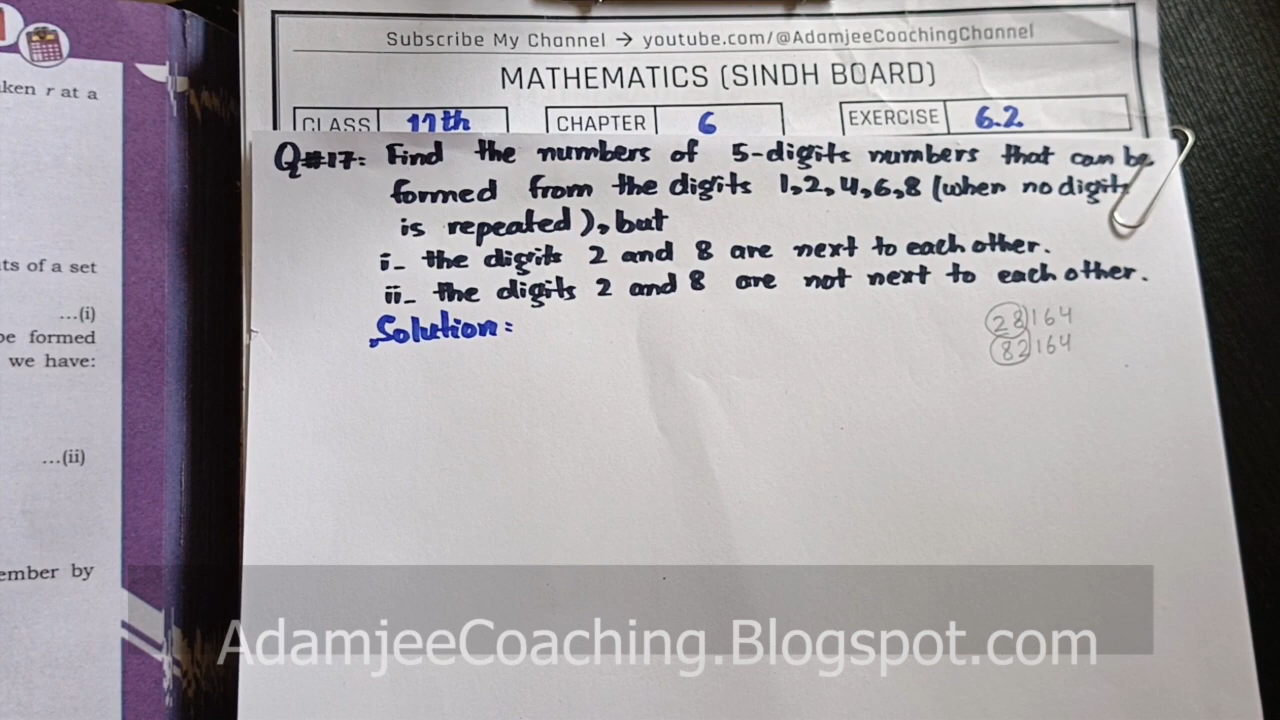 ken r at a
ts of a set
...(i)
be formed
we have:
...(ii)
ember by
Subscribe My Channel → youtube.com/@AdamjeeCoachingChannel
MATHEMATICS (SINDH BOARD)
CLASS 11th CHAPTER 6 EXERCISE 6.2
Q#17: Find the numbers of 5-digits numbers that can be
formed from the digits 1,2,4,6,8 (when no digit
is repeated), but
i- the digits 2 and 8 are next to each other.
ii- the digits 2 and 8 are not next to each other.
Solution:
28164
82164
AdamjeeCoaching.Blogspot.com